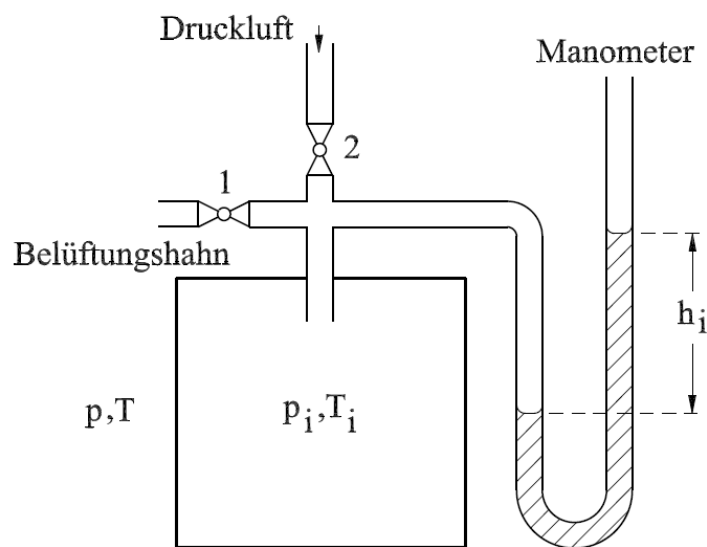 Druckluft
Manometer
2
1
Belüftungshahn
h_i
p,T
p_i,T_i